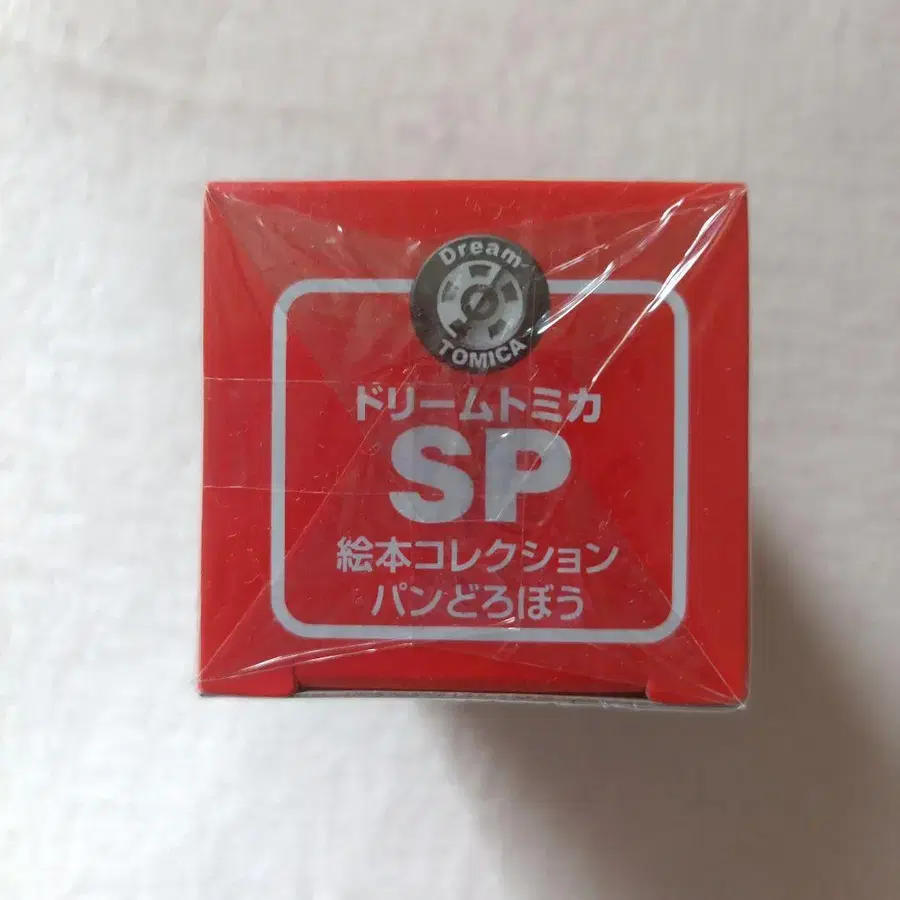 Dream
TOMICA
ドリームトミカ
SP
絵本コレクション
パンどろぼう